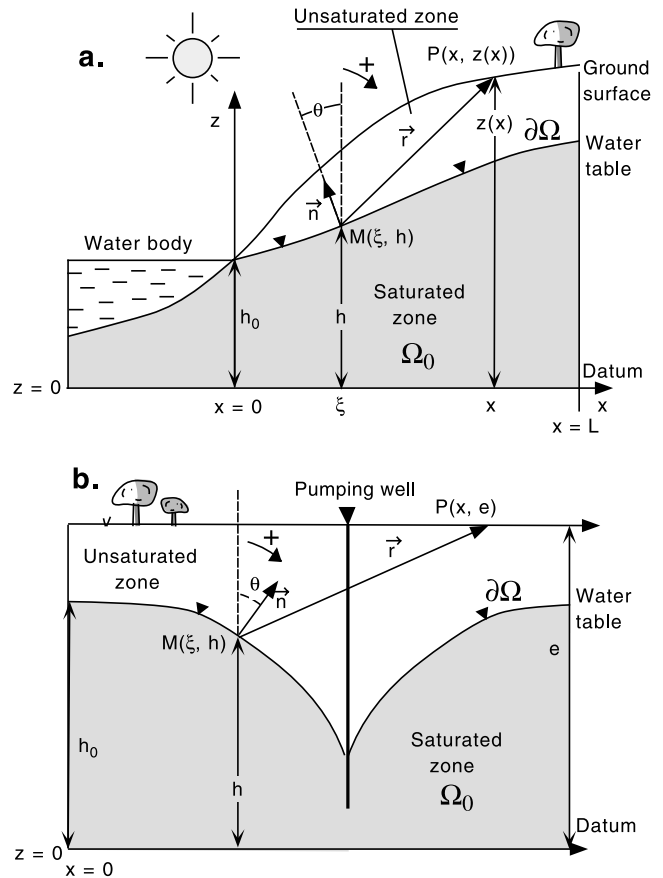 a.
Unsaturated zone
P(x, z(x))
+
Ground
surface
z
θ
r
z(x)
∂Ω
Water
table
n
M(ξ, h)
Water body
Saturated
zone
h0
h
Ω0
z = 0
Datum
x = 0
ξ
x
x
x = L
b.
Pumping well
P(x, e)
v
Unsaturated
zone
+
r
θ
n
∂Ω
Water
table
M(ξ, h)
e
h0
h
Saturated
zone
Ω0
Datum
z = 0
x = 0